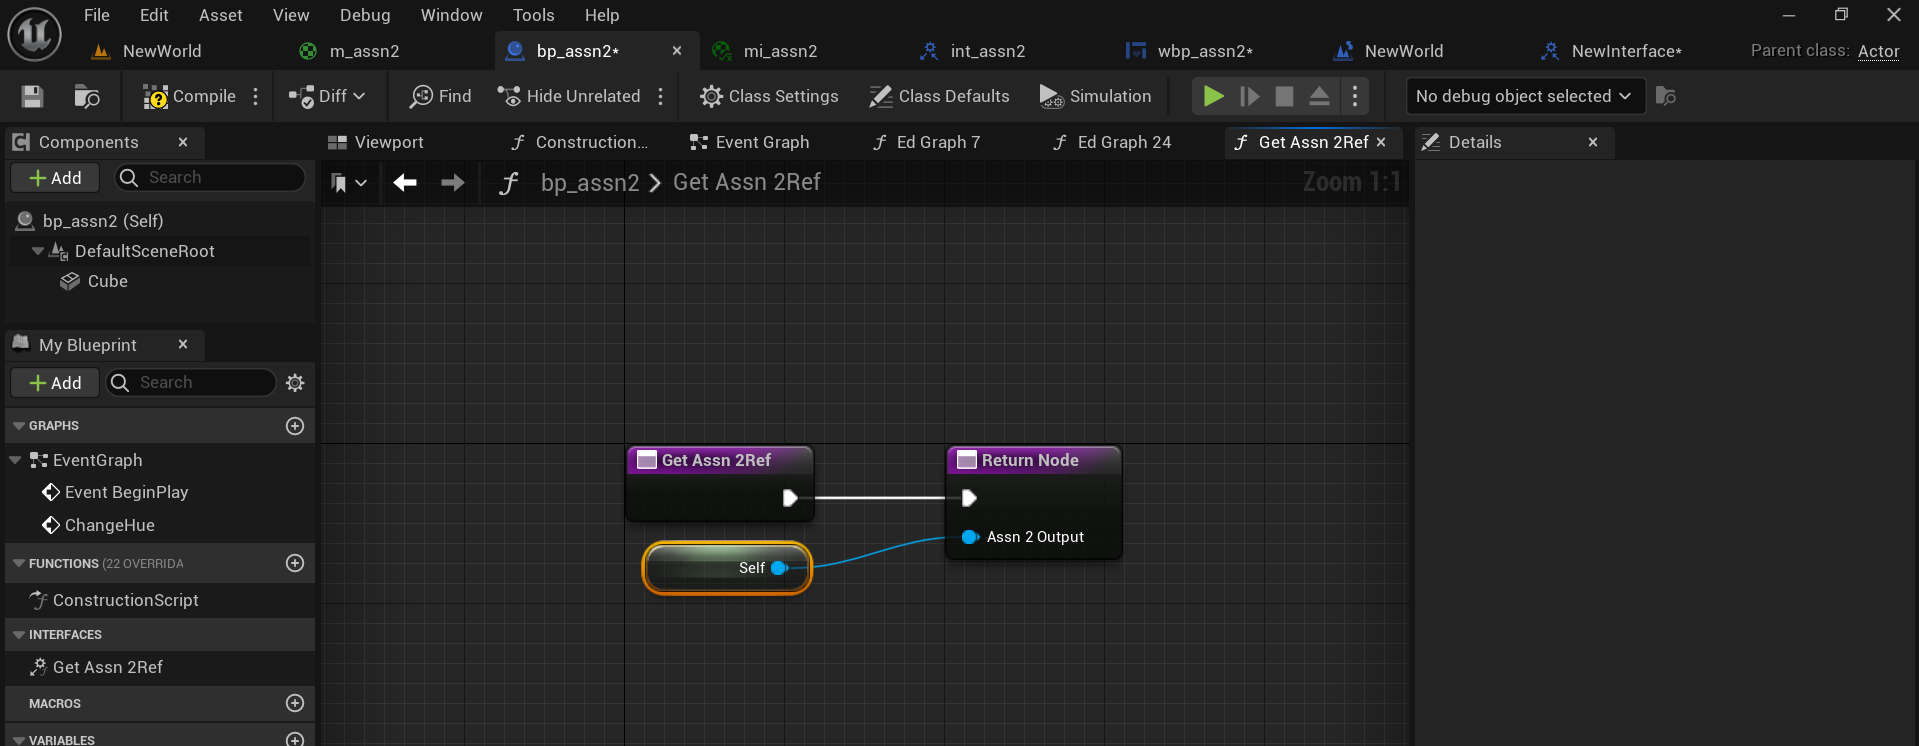 File Edit Asset View Debug Window Tools Help
NewWorld m_assn2 bp_assn2* mi_assn2 int_assn2 wbp_assn2* NewWorld NewInterface* Parent class: Actor
Compile Diff Find Hide Unrelated Class Settings Class Defaults Simulation No debug object selected
Components Viewport Construction... Event Graph Ed Graph 7 Ed Graph 24 Get Assn 2Ref Details
Add Search
bp_assn2 > Get Assn 2Ref Zoom 1:1
bp_assn2 (Self)
DefaultSceneRoot
Cube
My Blueprint
Add Search
GRAPHS
EventGraph
Event BeginPlay
ChangeHue
FUNCTIONS (22 OVERRIDA
ConstructionScript
INTERFACES
Get Assn 2Ref
MACROS
VARIABLES
Get Assn 2Ref
Self
Return Node
Assn 2 Output